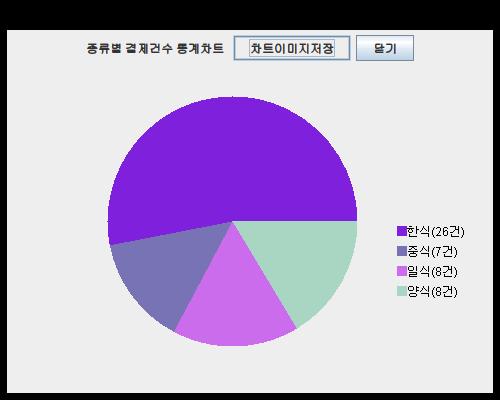 종류별 결제건수 통계차트 차트이미지저장 닫기
한식(26건)
중식(7건)
일식(8건)
양식(8건)